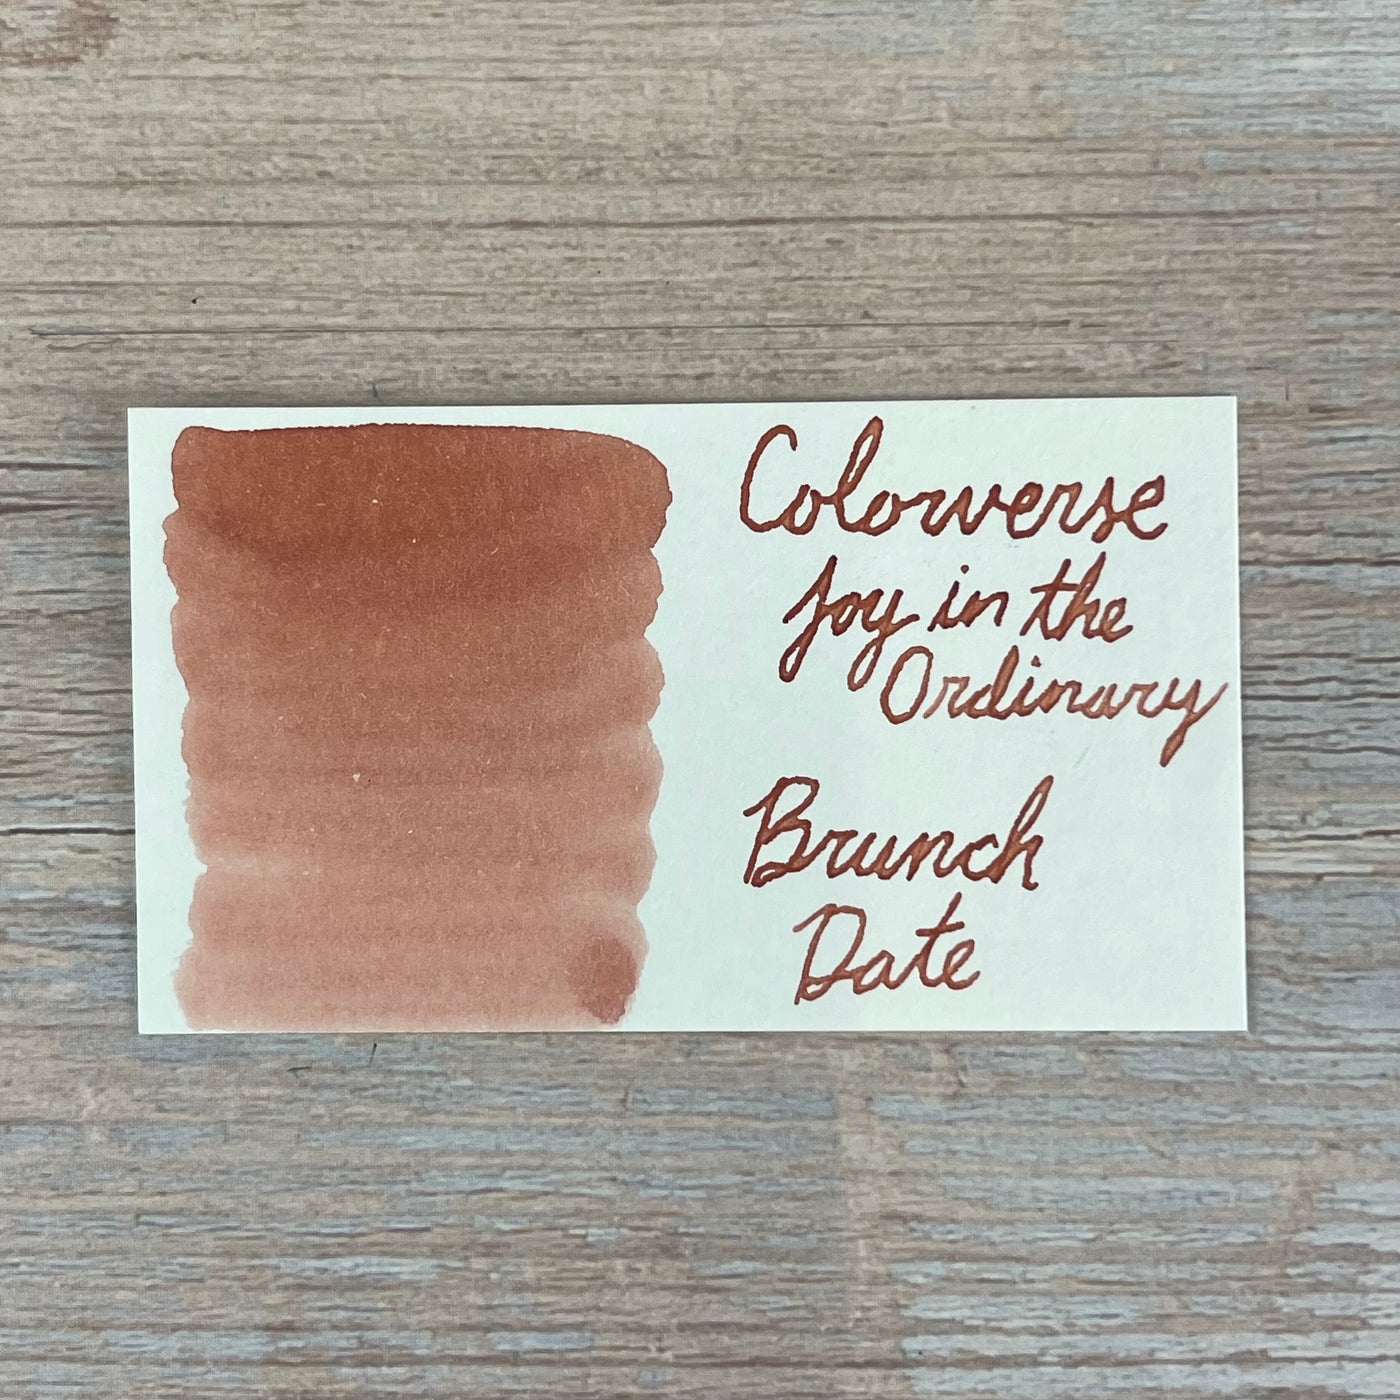 Colorverse
Joy in the
Ordinary
Brunch
Date